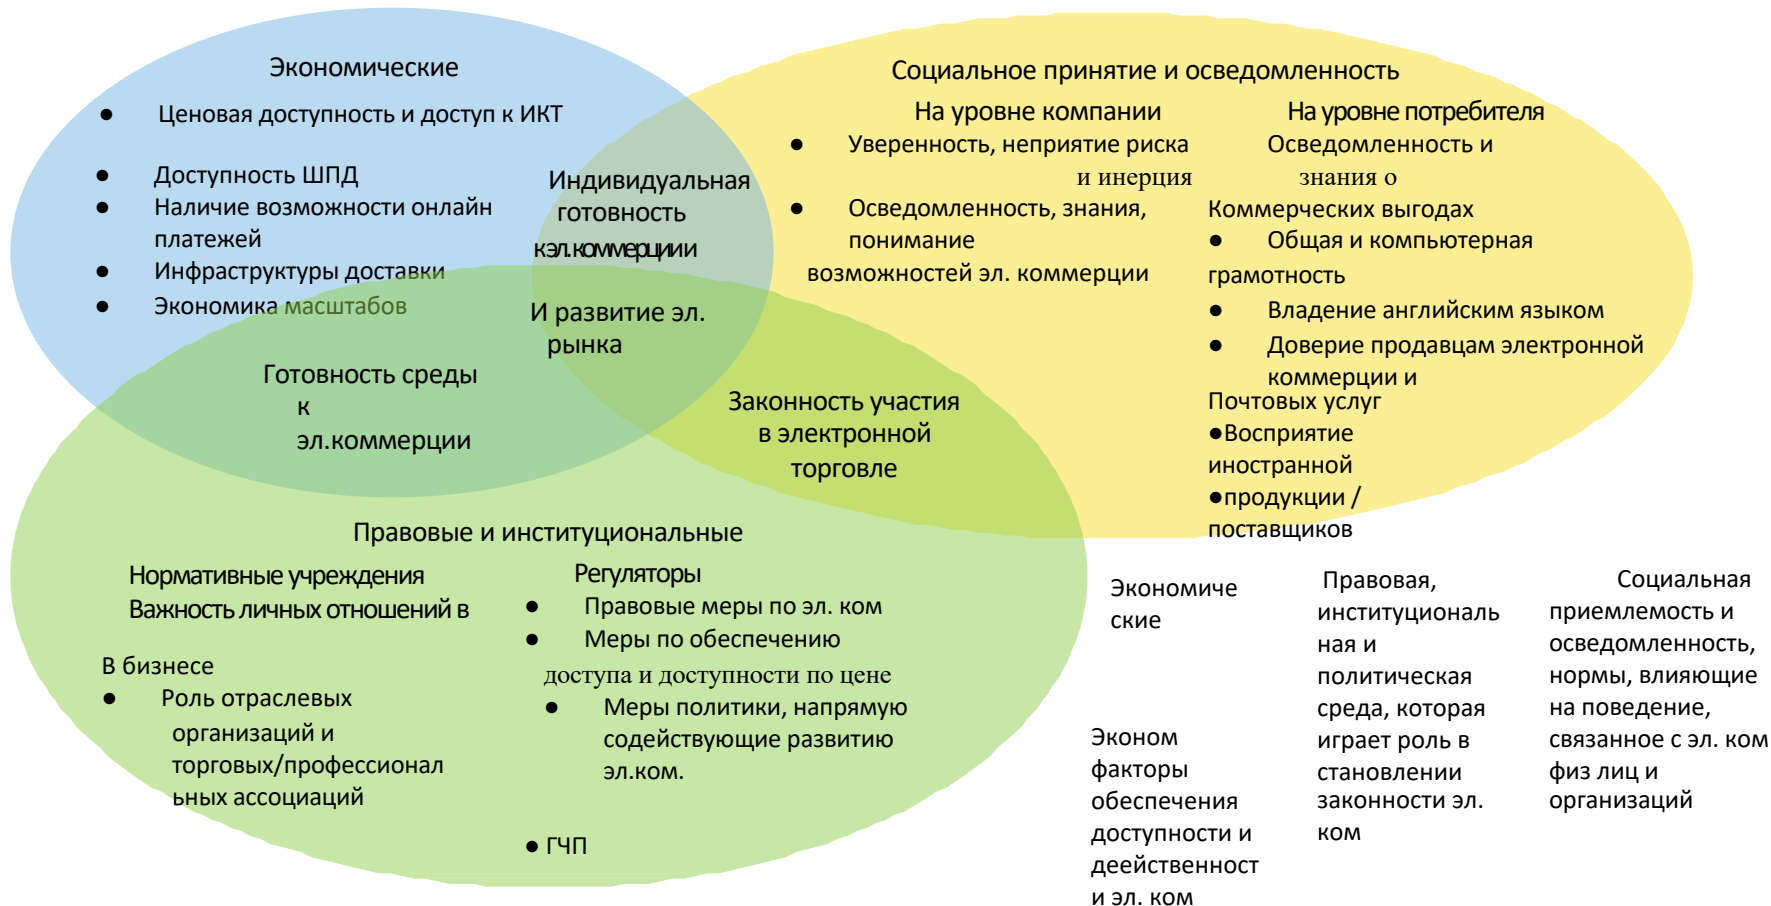 Экономические
● Ценовая доступность и доступ к ИКТ
● Доступность ШПД
● Наличие возможности онлайн
платежей
● Инфраструктуры доставки
● Экономика масштабов
Индивидуальная
готовность
кэл.коммерциии
И развитие эл.
рынка
Социальное принятие и осведомленность
На уровне компании
● Уверенность, неприятие риска
и инерция
● Осведомленность, знания,
понимание
возможностей эл. коммерции
На уровне потребителя
Осведомленность и
знания о
Коммерческих выгодах
● Общая и компьютерная
грамотность
● Владение английским языком
● Доверие продавцам электронной
коммерции и
Почтовых услуг
●Восприятие
иностранной
●продукции /
поставщиков
Готовность среды
к
эл.коммерции
Законность участия
в электронной
торговле
Правовые и институциональные
Нормативные учреждения
Важность личных отношений в
В бизнесе
● Роль отраслевых
организаций и
торговых/профессионал
ьных ассоциаций
Регуляторы
● Правовые меры по эл. ком
● Меры по обеспечению
доступа и доступности по цене
● Меры политики, напрямую
содействующие развитию
эл.ком.
● ГЧП
Экономиче
ские
Эконом
факторы
обеспечения
доступности и
деейственност
и эл. ком
Правовая,
институциональ
ная и
политическая
среда, которая
играет роль в
становлении
законности эл.
ком
Социальная
приемлемость и
осведомленность,
нормы, влияющие
на поведение,
связанное с эл. ком
физ лиц и
организаций